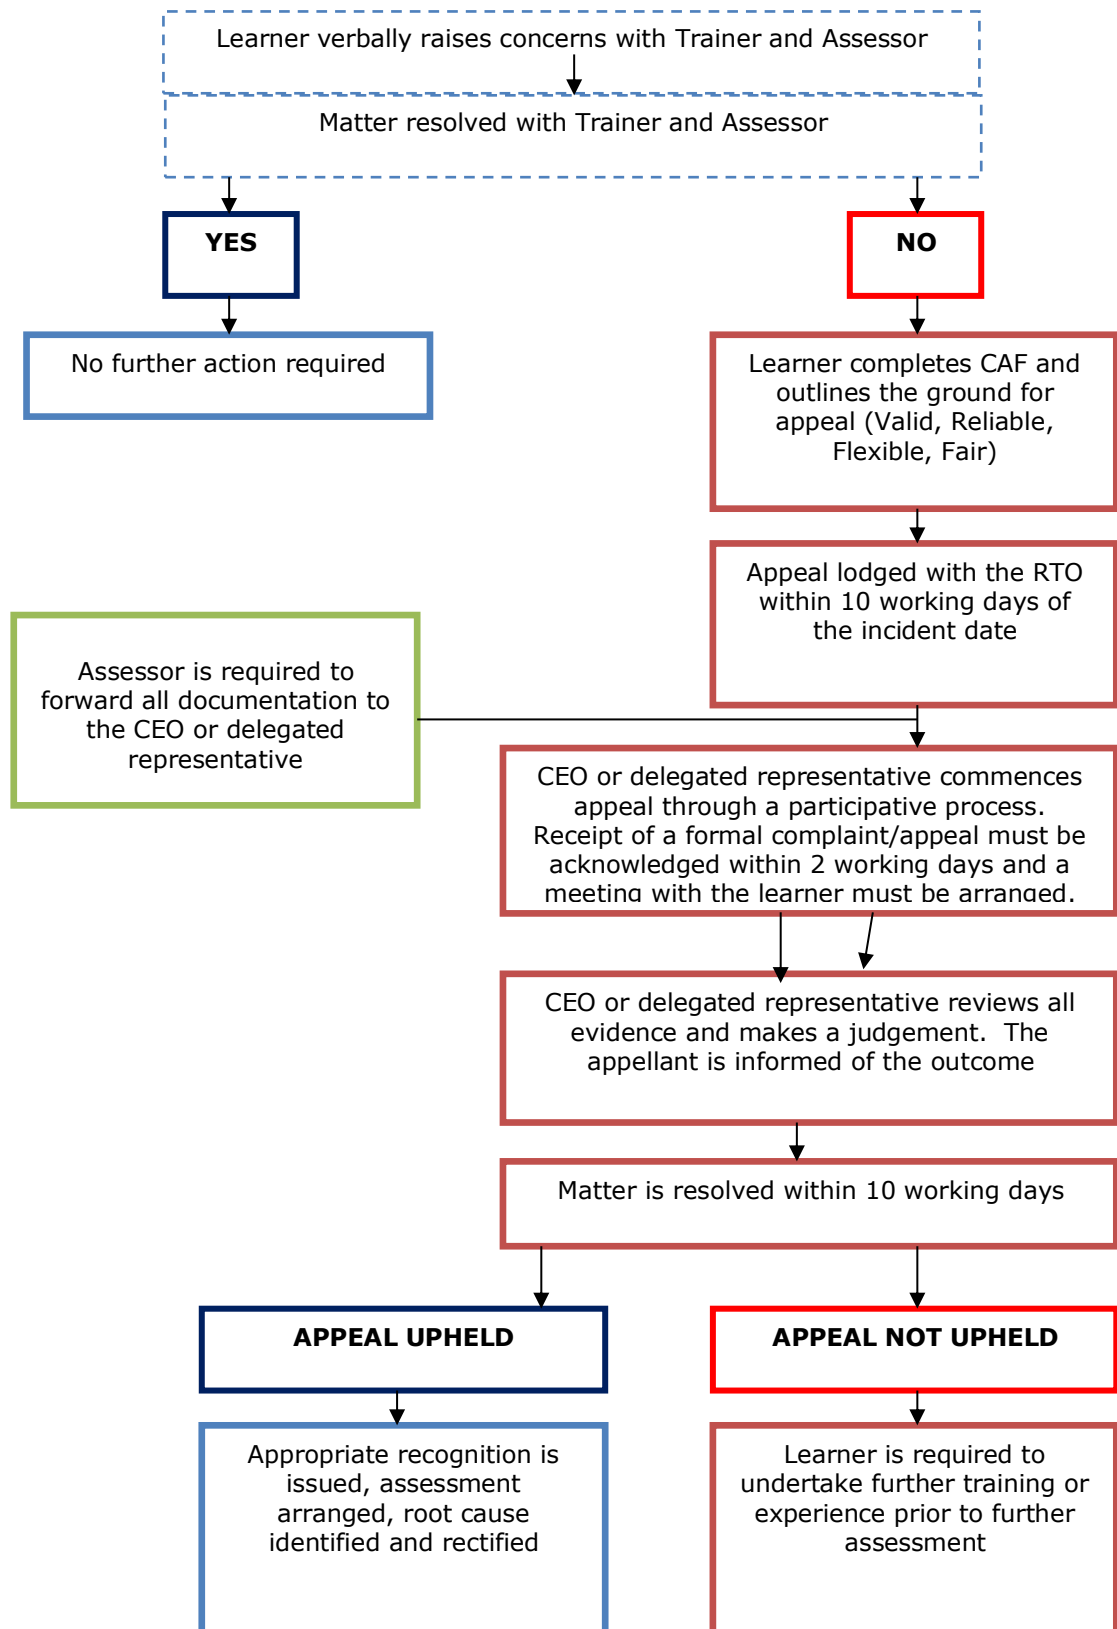 Learner verbally raises concerns with Trainer and Assessor
Matter resolved with Trainer and Assessor
YES
NO
No further action required
Learner completes CAF and
outlines the ground for
appeal (Valid, Reliable,
Flexible, Fair)
Appeal lodged with the RTO
within 10 working days of
the incident date
Assessor is required to
forward all documentation to
the CEO or delegated
representative
CEO or delegated representative commences
appeal through a participative process.
Receipt of a formal complaint/appeal must be
acknowledged within 2 working days and a
meeting with the learner must be arranged.
CEO or delegated representative reviews all
evidence and makes a judgement.  The
appellant is informed of the outcome
Matter is resolved within 10 working days
APPEAL UPHELD
APPEAL NOT UPHELD
Appropriate recognition is
issued, assessment
arranged, root cause
identified and rectified
Learner is required to
undertake further training or
experience prior to further
assessment